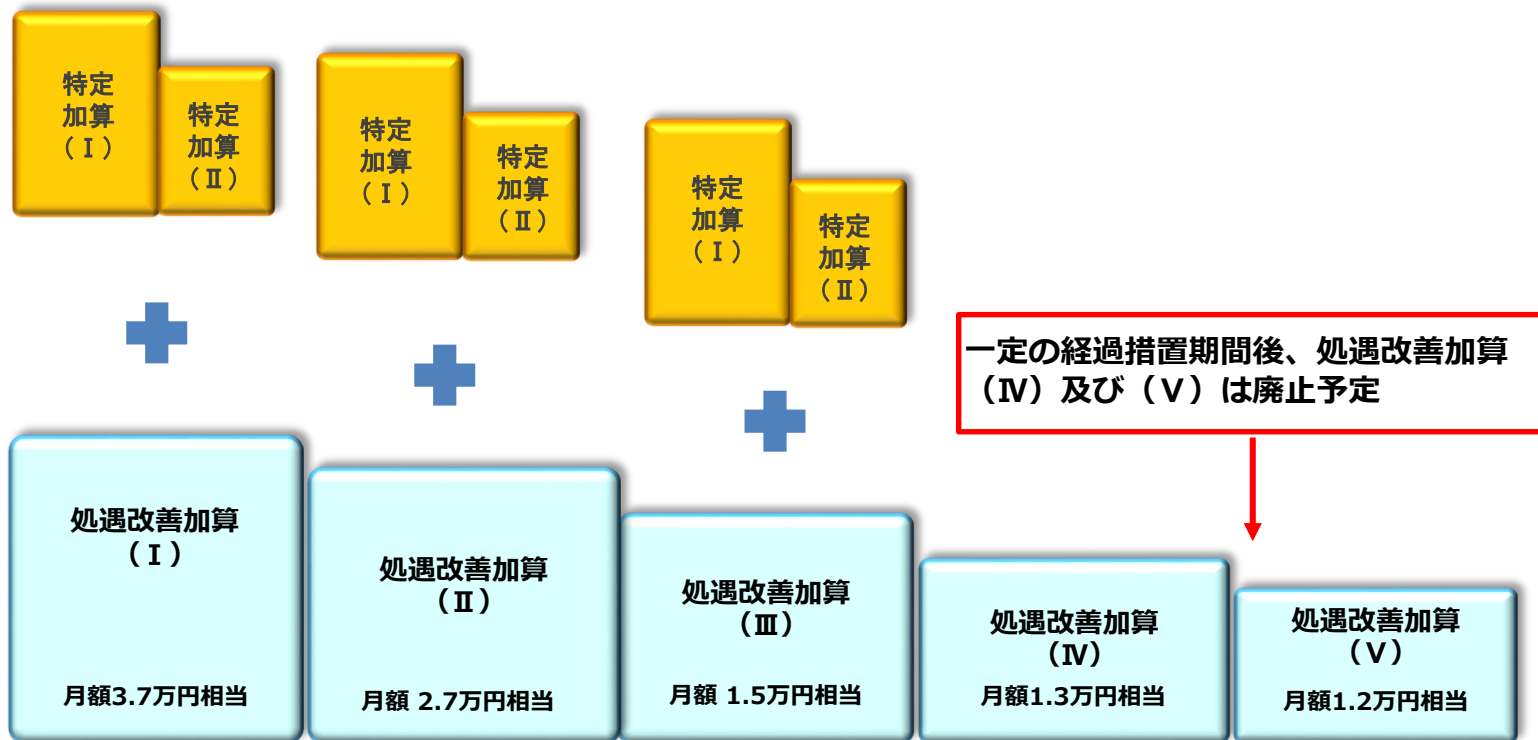 特定
加算
（Ⅰ）
特定
加算
（Ⅱ）
特定
加算
（Ⅰ）
特定
加算
（Ⅱ）
特定
加算
（Ⅰ）
特定
加算
（Ⅱ）
一定の経過措置期間後、処遇改善加算
（Ⅳ）及び（Ⅴ）は廃止予定
処遇改善加算
（Ⅰ）
月額3.7万円相当
処遇改善加算
（Ⅱ）
月額 2.7万円相当
処遇改善加算
（Ⅲ）
月額 1.5万円相当
処遇改善加算
（Ⅳ）
月額1.3万円相当
処遇改善加算
（Ⅴ）
月額1.2万円相当